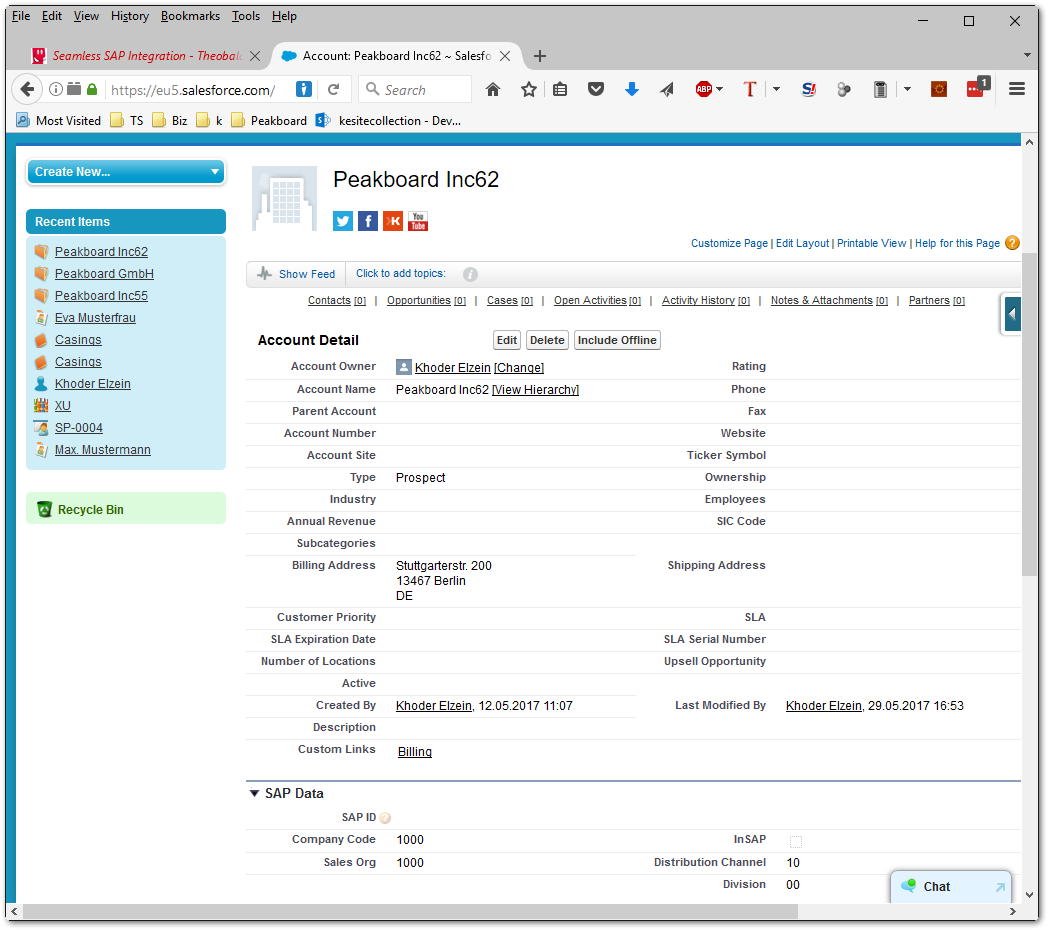 File Edit View History Bookmarks Tools Help
Seamless SAP Integration - Theobal
Account: Peakboard Inc62 ~ Salesfo
https://eu5.salesforce.com/
Search
ABP
T
S!
1
Most Visited TS Biz k Peakboard kesitecollection - Dev...
Create New...
Recent Items
Peakboard Inc62
Peakboard GmbH
Peakboard Inc55
Eva Musterfrau
Casings
Casings
Khoder Elzein
XU
SP-0004
Max. Mustermann
Recycle Bin
Peakboard Inc62
You Tube
Customize Page | Edit Layout | Printable View | Help for this Page ?
Show Feed Click to add topics: i
Contacts [0] | Opportunities [0] | Cases [0] | Open Activities [0] | Activity History [0] | Notes & Attachments [0] | Partners [0]
Account Detail Edit Delete Include Offline
Account Owner Khoder Elzein [Change] Rating
Account Name Peakboard Inc62 [View Hierarchy] Phone
Parent Account Fax
Account Number Website
Account Site Ticker Symbol
Type Prospect Ownership
Industry Employees
Annual Revenue SIC Code
Subcategories
Billing Address Stuttgarterstr. 200 Shipping Address
13467 Berlin
DE
Customer Priority SLA
SLA Expiration Date SLA Serial Number
Number of Locations Upsell Opportunity
Active
Created By Khoder Elzein, 12.05.2017 11:07 Last Modified By Khoder Elzein, 29.05.2017 16:53
Description
Custom Links Billing
SAP Data
SAP ID ?
Company Code 1000 InSAP
Sales Org 1000 Distribution Channel 10
Division 00
Chat